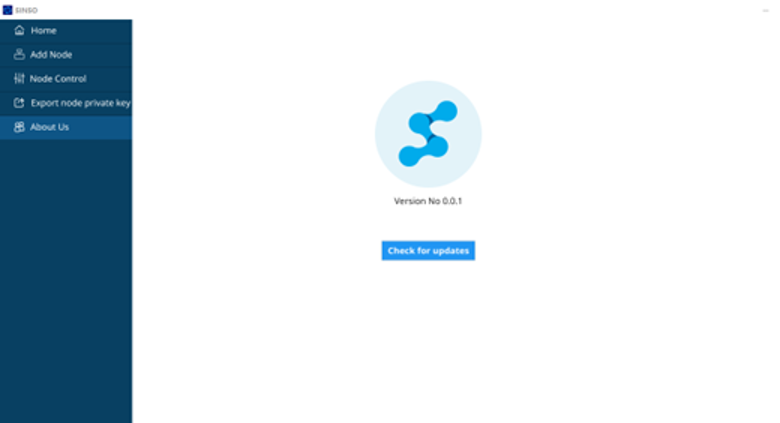 SINSO
Home
Add Node
Node Control
Export node private key
About Us
Version No 0.0.1
Check for updates